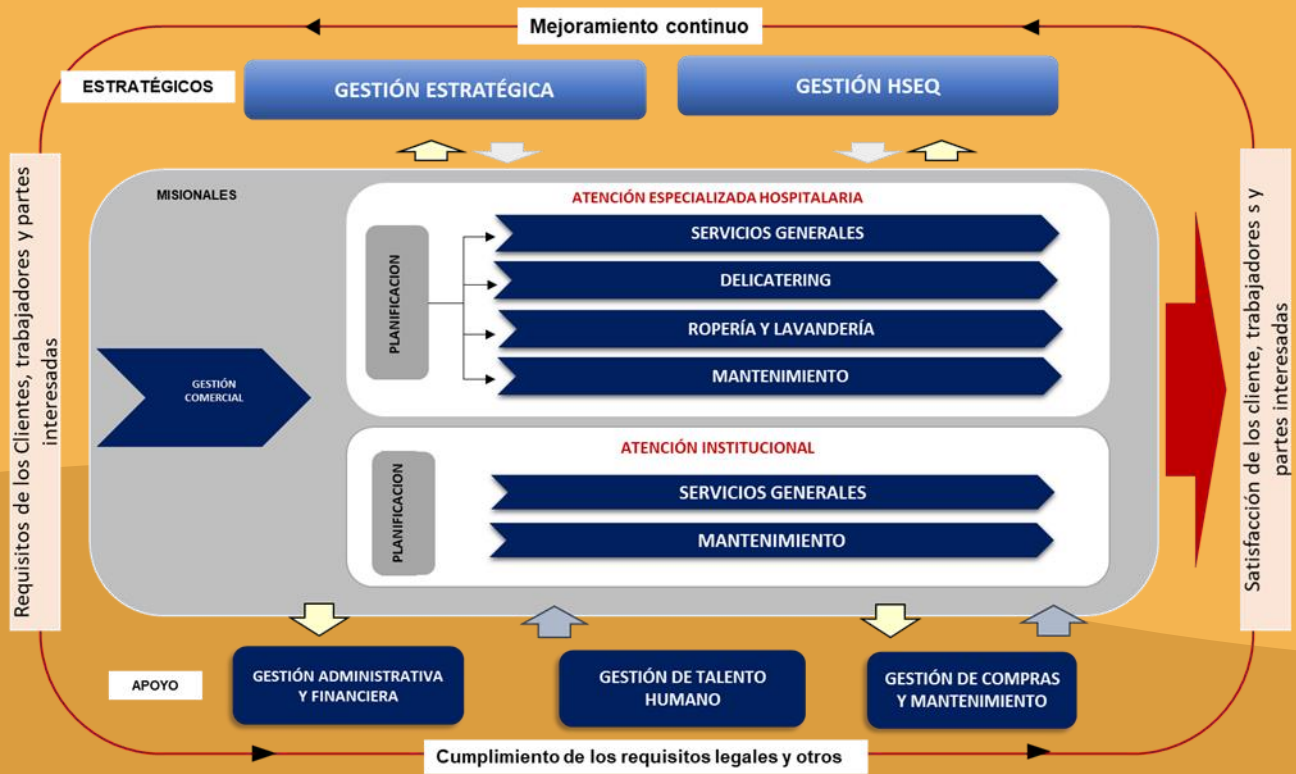 Mejoramiento continuo
ESTRATÉGICOS
GESTIÓN ESTRATÉGICA
GESTIÓN HSEQ
Requisitos de los Clientes, trabajadores y partes
interesadas
MISIONALES
GESTIÓN
COMERCIAL
ATENCIÓN ESPECIALIZADA HOSPITALARIA
PLANIFICACION
SERVICIOS GENERALES
DELICATERING
ROPERÍA Y LAVANDERÍA
MANTENIMIENTO
ATENCIÓN INSTITUCIONAL
PLANIFICACION
SERVICIOS GENERALES
MANTENIMIENTO
Satisfacción de los cliente, trabajadores s y
partes interesadas
APOYO
GESTIÓN ADMINISTRATIVA
Y FINANCIERA
GESTIÓN DE TALENTO
HUMANO
GESTIÓN DE COMPRAS
Y MANTENIMIENTO
Cumplimiento de los requisitos legales y otros